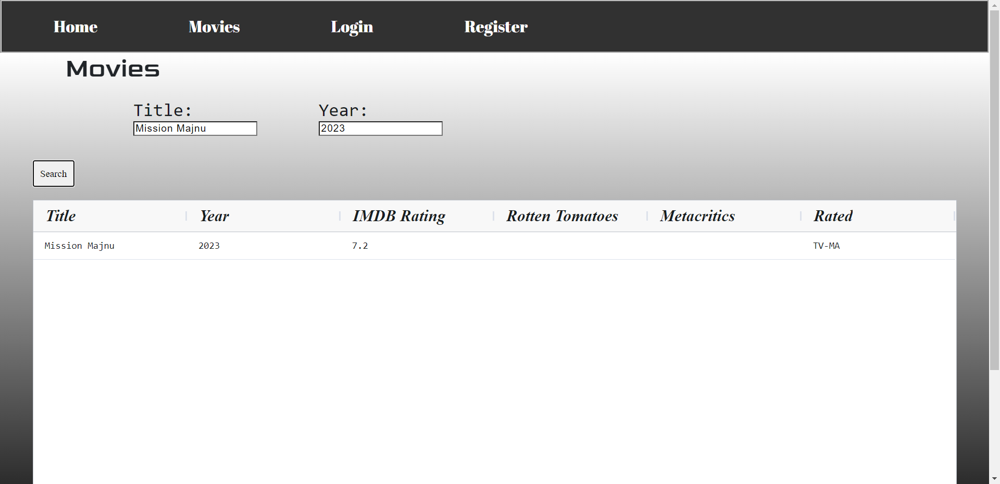 Home Movies Login Register
Movies
Title: Year:
Mission Majnu 2023
Search
Title Year IMDB Rating Rotten Tomatoes Metacritics Rated
Mission Majnu 2023 7.2 TV-MA